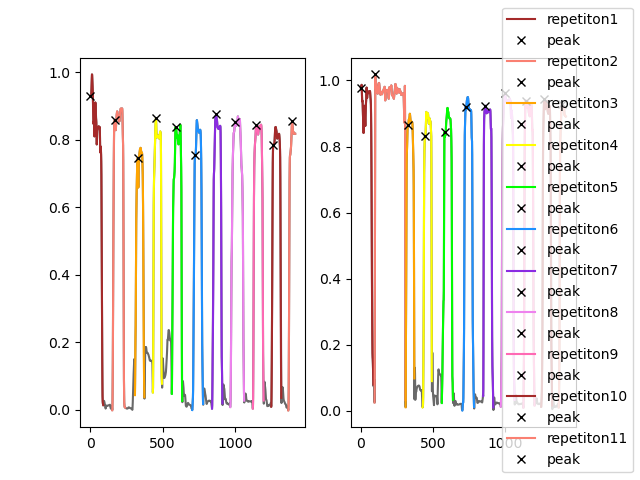 repetiton1
peak
repetiton2
peak
repetiton3
peak
repetiton4
peak
repetiton5
peak
repetiton6
peak
repetiton7
peak
repetiton8
peak
repetiton9
peak
repetiton10
peak
repetiton11
peak
1.0
0.8
0.6
0.4
0.2
0.0
0
500
1000
1.0
0.8
0.6
0.4
0.2
0.0
0
500
1000